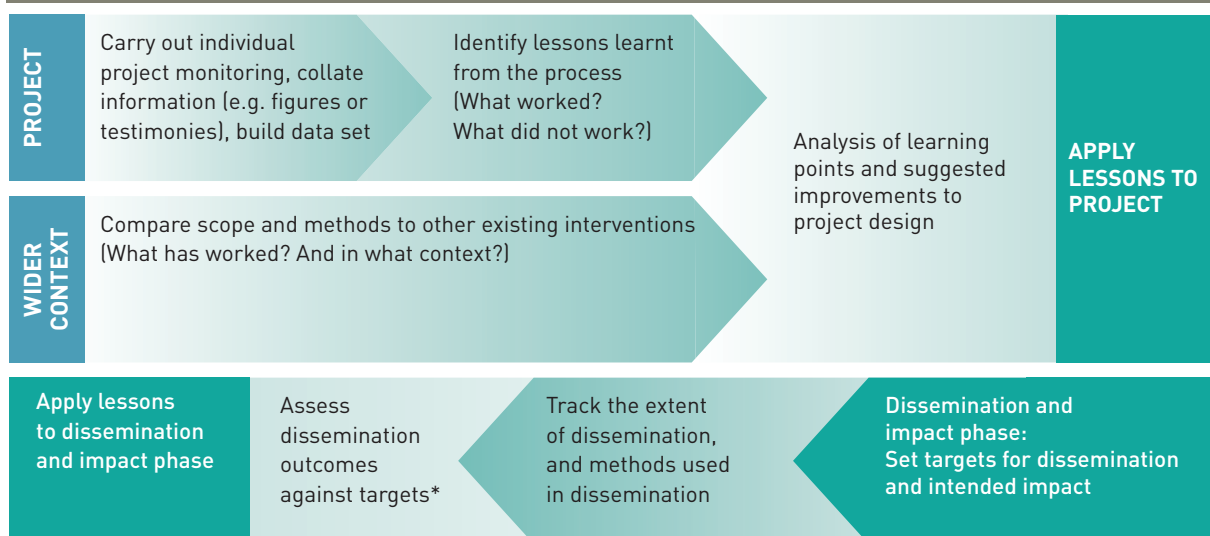 PROJECT
Carry out individual
project monitoring, collate
information (e.g. figures or
testimonies), build data set
Identify lessons learnt
from the process
(What worked?
What did not work?)
WIDER
CONTEXT
Compare scope and methods to other existing interventions
(What has worked? And in what context?)
Analysis of learning
points and suggested
improvements to
project design
APPLY
LESSONS TO
PROJECT
Apply lessons
to dissemination
and impact phase
Assess
dissemination
outcomes
against targets*
Track the extent
of dissemination,
and methods used
in dissemination
Dissemination and
impact phase:
Set targets for dissemination
and intended impact